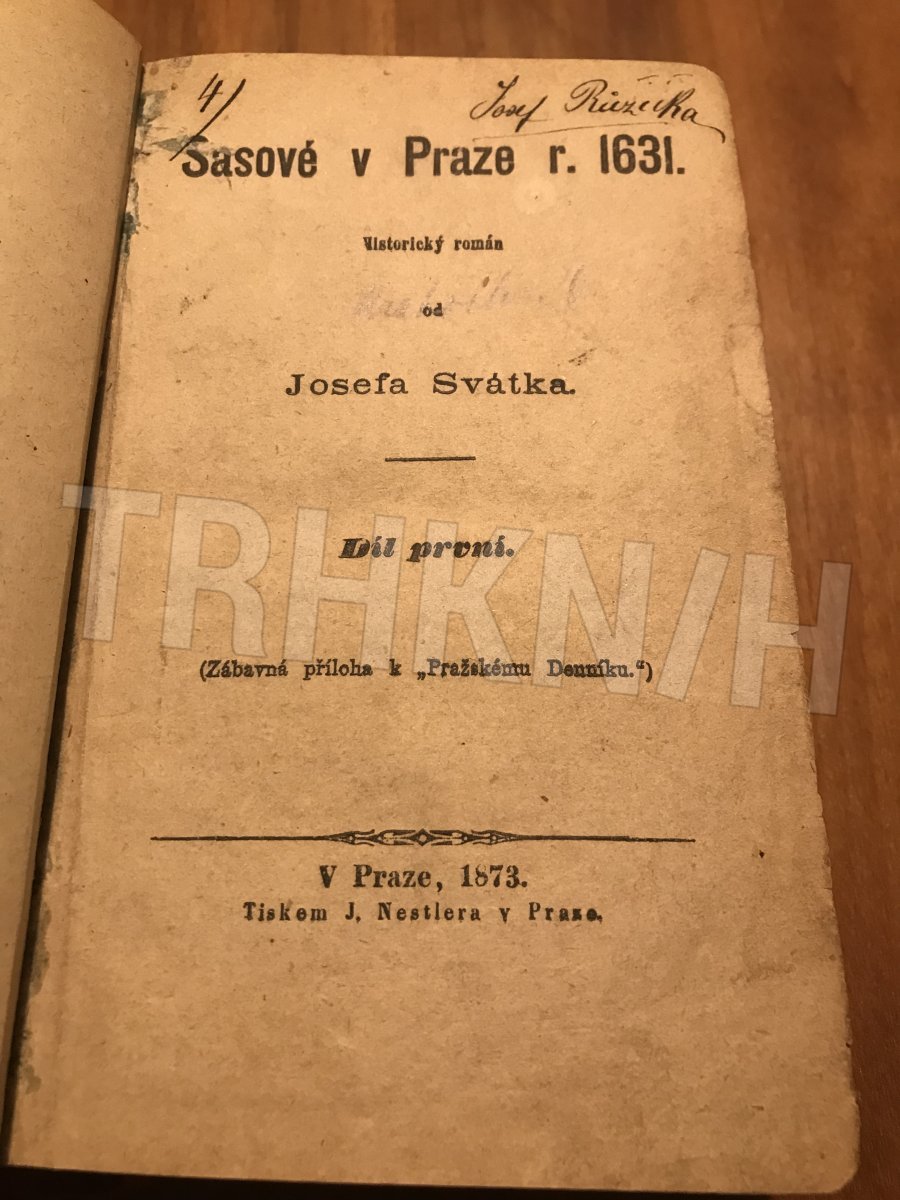 4/
Josef Růžička
Sasové v Praze r. 1631.
Historický román
od
Josefa Svátka.
Díl první.
(Zábavná příloha k „Pražskému Denníku.“)
V Praze, 1873.
Tiskem J. Nestlera v Praze.
TRHKNIH